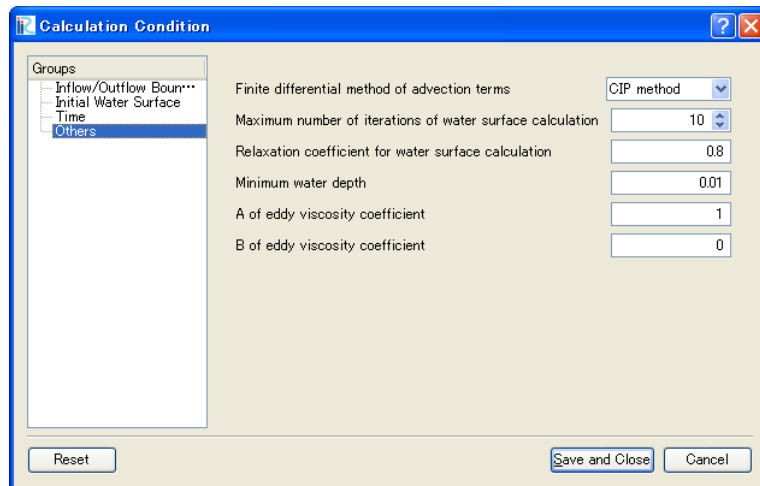 Calculation Condition
Groups
Inflow/Outflow Boun···
Initial Water Surface
Time
Others
Finite differential method of advection terms CIP method
Maximum number of iterations of water surface calculation 10
Relaxation coefficient for water surface calculation 0.8
Minimum water depth 0.01
A of eddy viscosity coefficient 1
B of eddy viscosity coefficient 0
Reset Save and Close Cancel